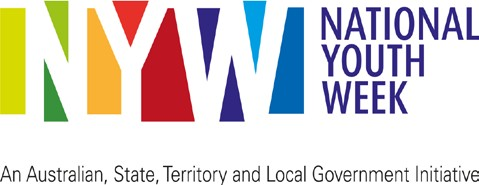 NYW
NATIONAL
YOUTH
WEEK
An Australian, State, Territory and Local Government Initiative